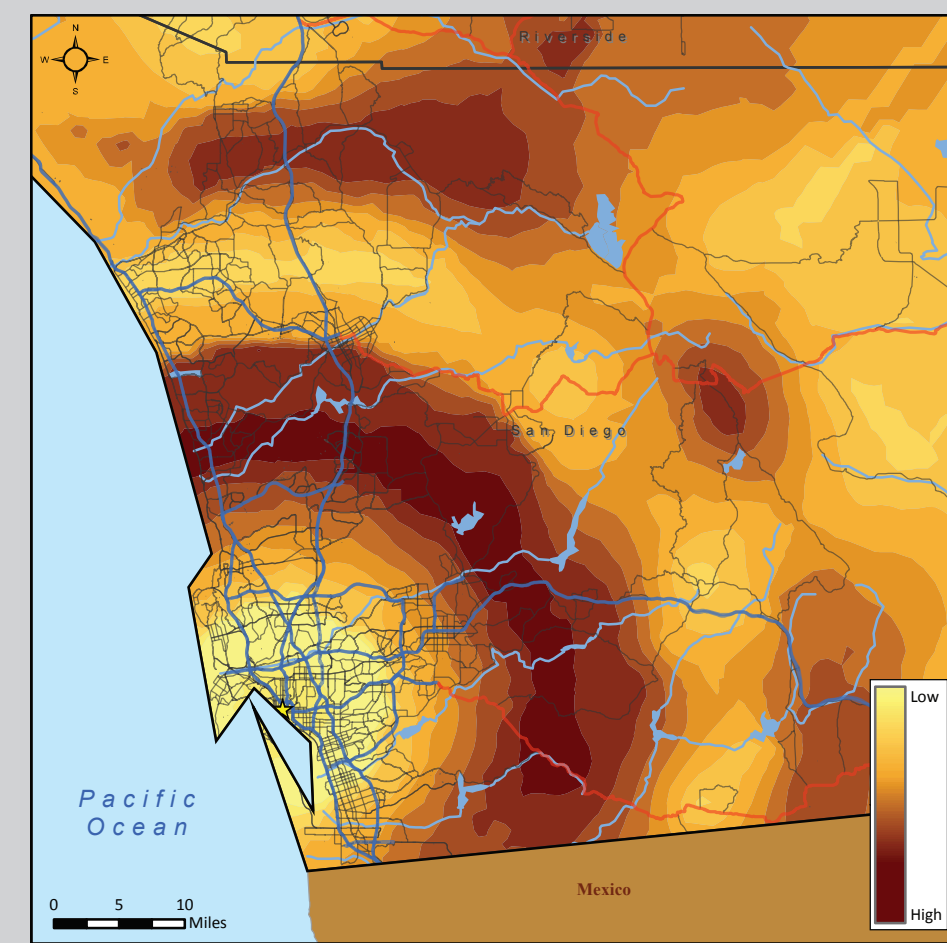 Riverside
N
W E
S
San Diego
Pacific
Ocean
Mexico
Low
High
0 5 10
Miles